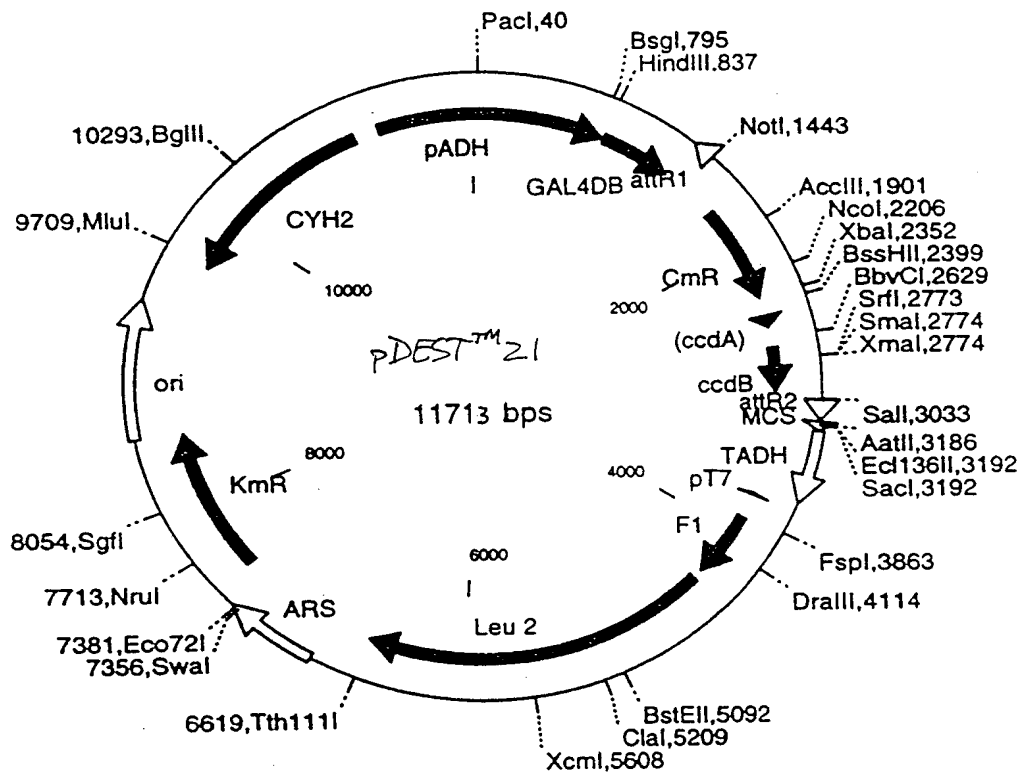 PacI,40
BsgI,795
HindIII,837
NotI,1443
AccIII,1901
NcoI,2206
XbaI,2352
BssHII,2399
BbvCI,2629
SrfI,2773
SmaI,2774
XmaI,2774
SalI,3033
AatII,3186
Ecl136II,3192
SacI,3192
FspI,3863
DraIII,4114
BstEII,5092
ClaI,5209
XcmI,5608
6619,Tth111I
7356,SwaI
7381,Eco72I
7713,NruI
8054,SgfI
9709,MluI
10293,BglII
pADH
GAL4DB
attR1
CmR
(ccdA)
ccdB
attR2
MCS
TADH
pT7
F1
Leu 2
ARS
KmR
ori
CYH2
2000
4000
6000
8000
10000
pDEST™21
11713 bps